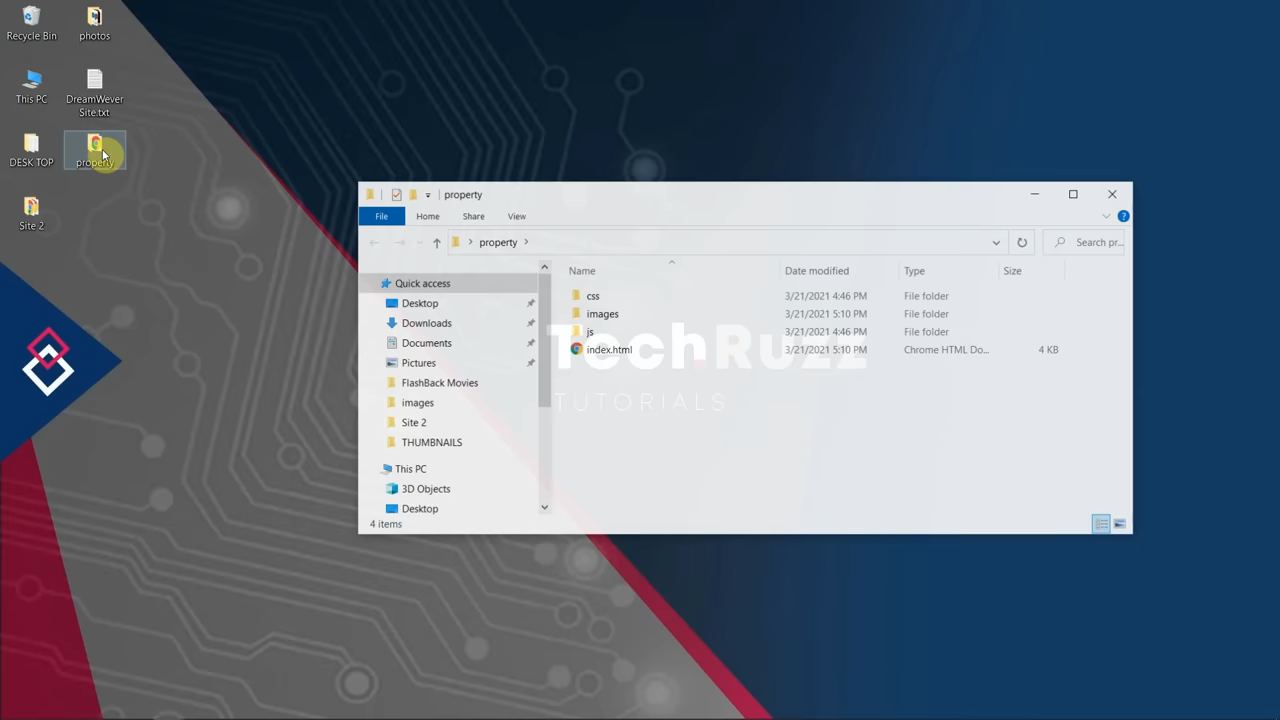 Recycle Bin
photos
This PC
DreamWever
Site.txt
DESK TOP
property
Site 2
property
File
Home
Share
View
property
Search pr...
Name
Date modified
Type
Size
Quick access
Desktop
Downloads
Documents
Pictures
FlashBack Movies
images
Site 2
THUMBNAILS
This PC
3D Objects
Desktop
css 3/21/2021 4:46 PM File folder
images 3/21/2021 5:10 PM File folder
js 3/21/2021 4:46 PM File folder
index.html 3/21/2021 5:10 PM Chrome HTML Do... 4 KB
TechRuzz
TUTORIALS
4 items